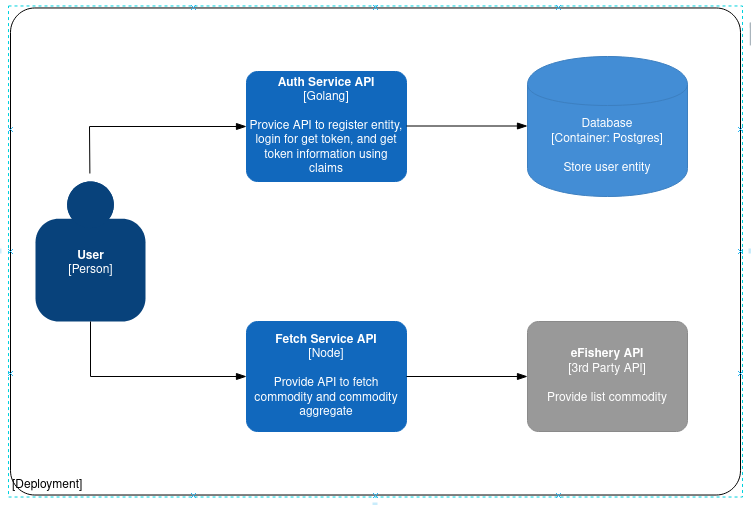 Auth Service API
[Golang]
Provice API to register entity,
login for get token, and get
token information using
claims
Database
[Container: Postgres]
Store user entity
User
[Person]
Fetch Service API
[Node]
Provide API to fetch
commodity and commodity
aggregate
eFishery API
[3rd Party API]
Provide list commodity
[Deployment]